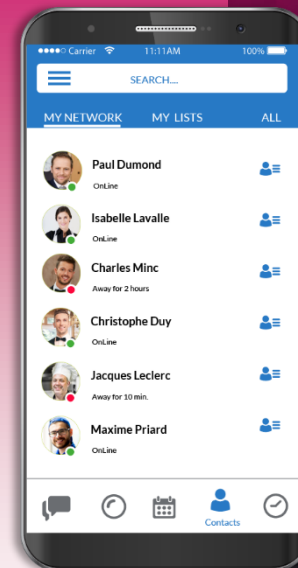 Carrier 11:11AM 100%
SEARCH....
MY NETWORK MY LISTS ALL
Paul Dumond
OnLine
Isabelle Lavalle
OnLine
Charles Minc
Away for 2 hours
Christophe Duy
OnLine
Jacques Leclerc
Away for 10 min.
Maxime Priard
OnLine
Contacts